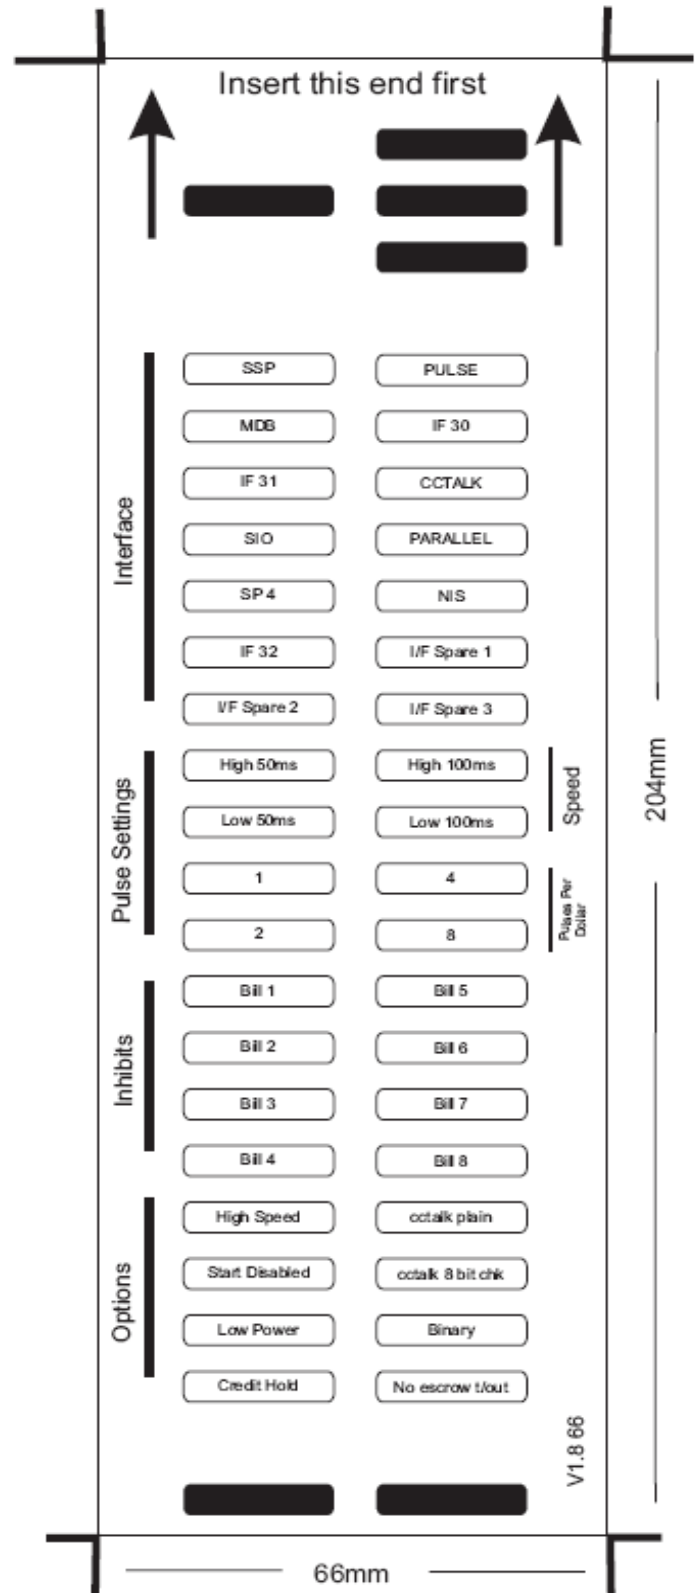 Insert this end first
SSP PULSE
MDB IF 30
IF 31 CCTALK
SIO PARALLEL
SP 4 NIS
IF 32 I/F Spare 1
I/F Spare 2 I/F Spare 3
Interface
High 50ms High 100ms
Low 50ms Low 100ms
Speed
1 4
2 8
Pulses Per
Dollar
Pulse Settings
Bill 1 Bill 5
Bill 2 Bill 6
Bill 3 Bill 7
Bill 4 Bill 8
Inhibits
High Speed cctalk plain
Start Disabled cctalk 8 bit chk
Low Power Binary
Credit Hold No escrow t/out
Options
V1.8 66
204mm
66mm